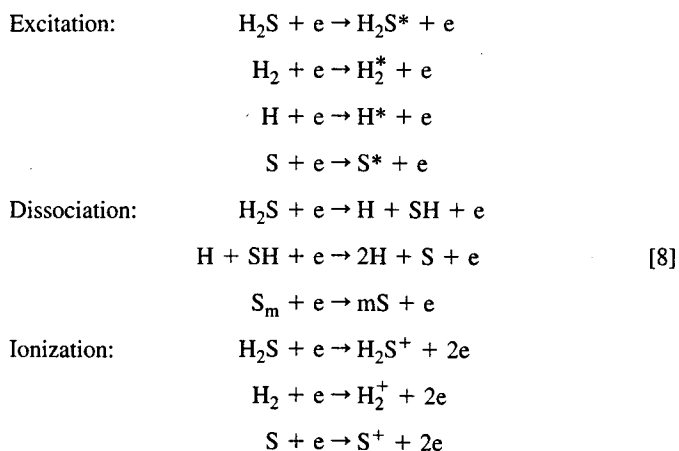 Excitation: H₂S + e → H₂S* + e
H₂ + e → H₂* + e
H + e → H* + e
S + e → S* + e
Dissociation: H₂S + e → H + SH + e
H + SH + e → 2H + S + e [8]
Sₘ + e → mS + e
Ionization: H₂S + e → H₂S⁺ + 2e
H₂ + e → H₂⁺ + 2e
S + e → S⁺ + 2e